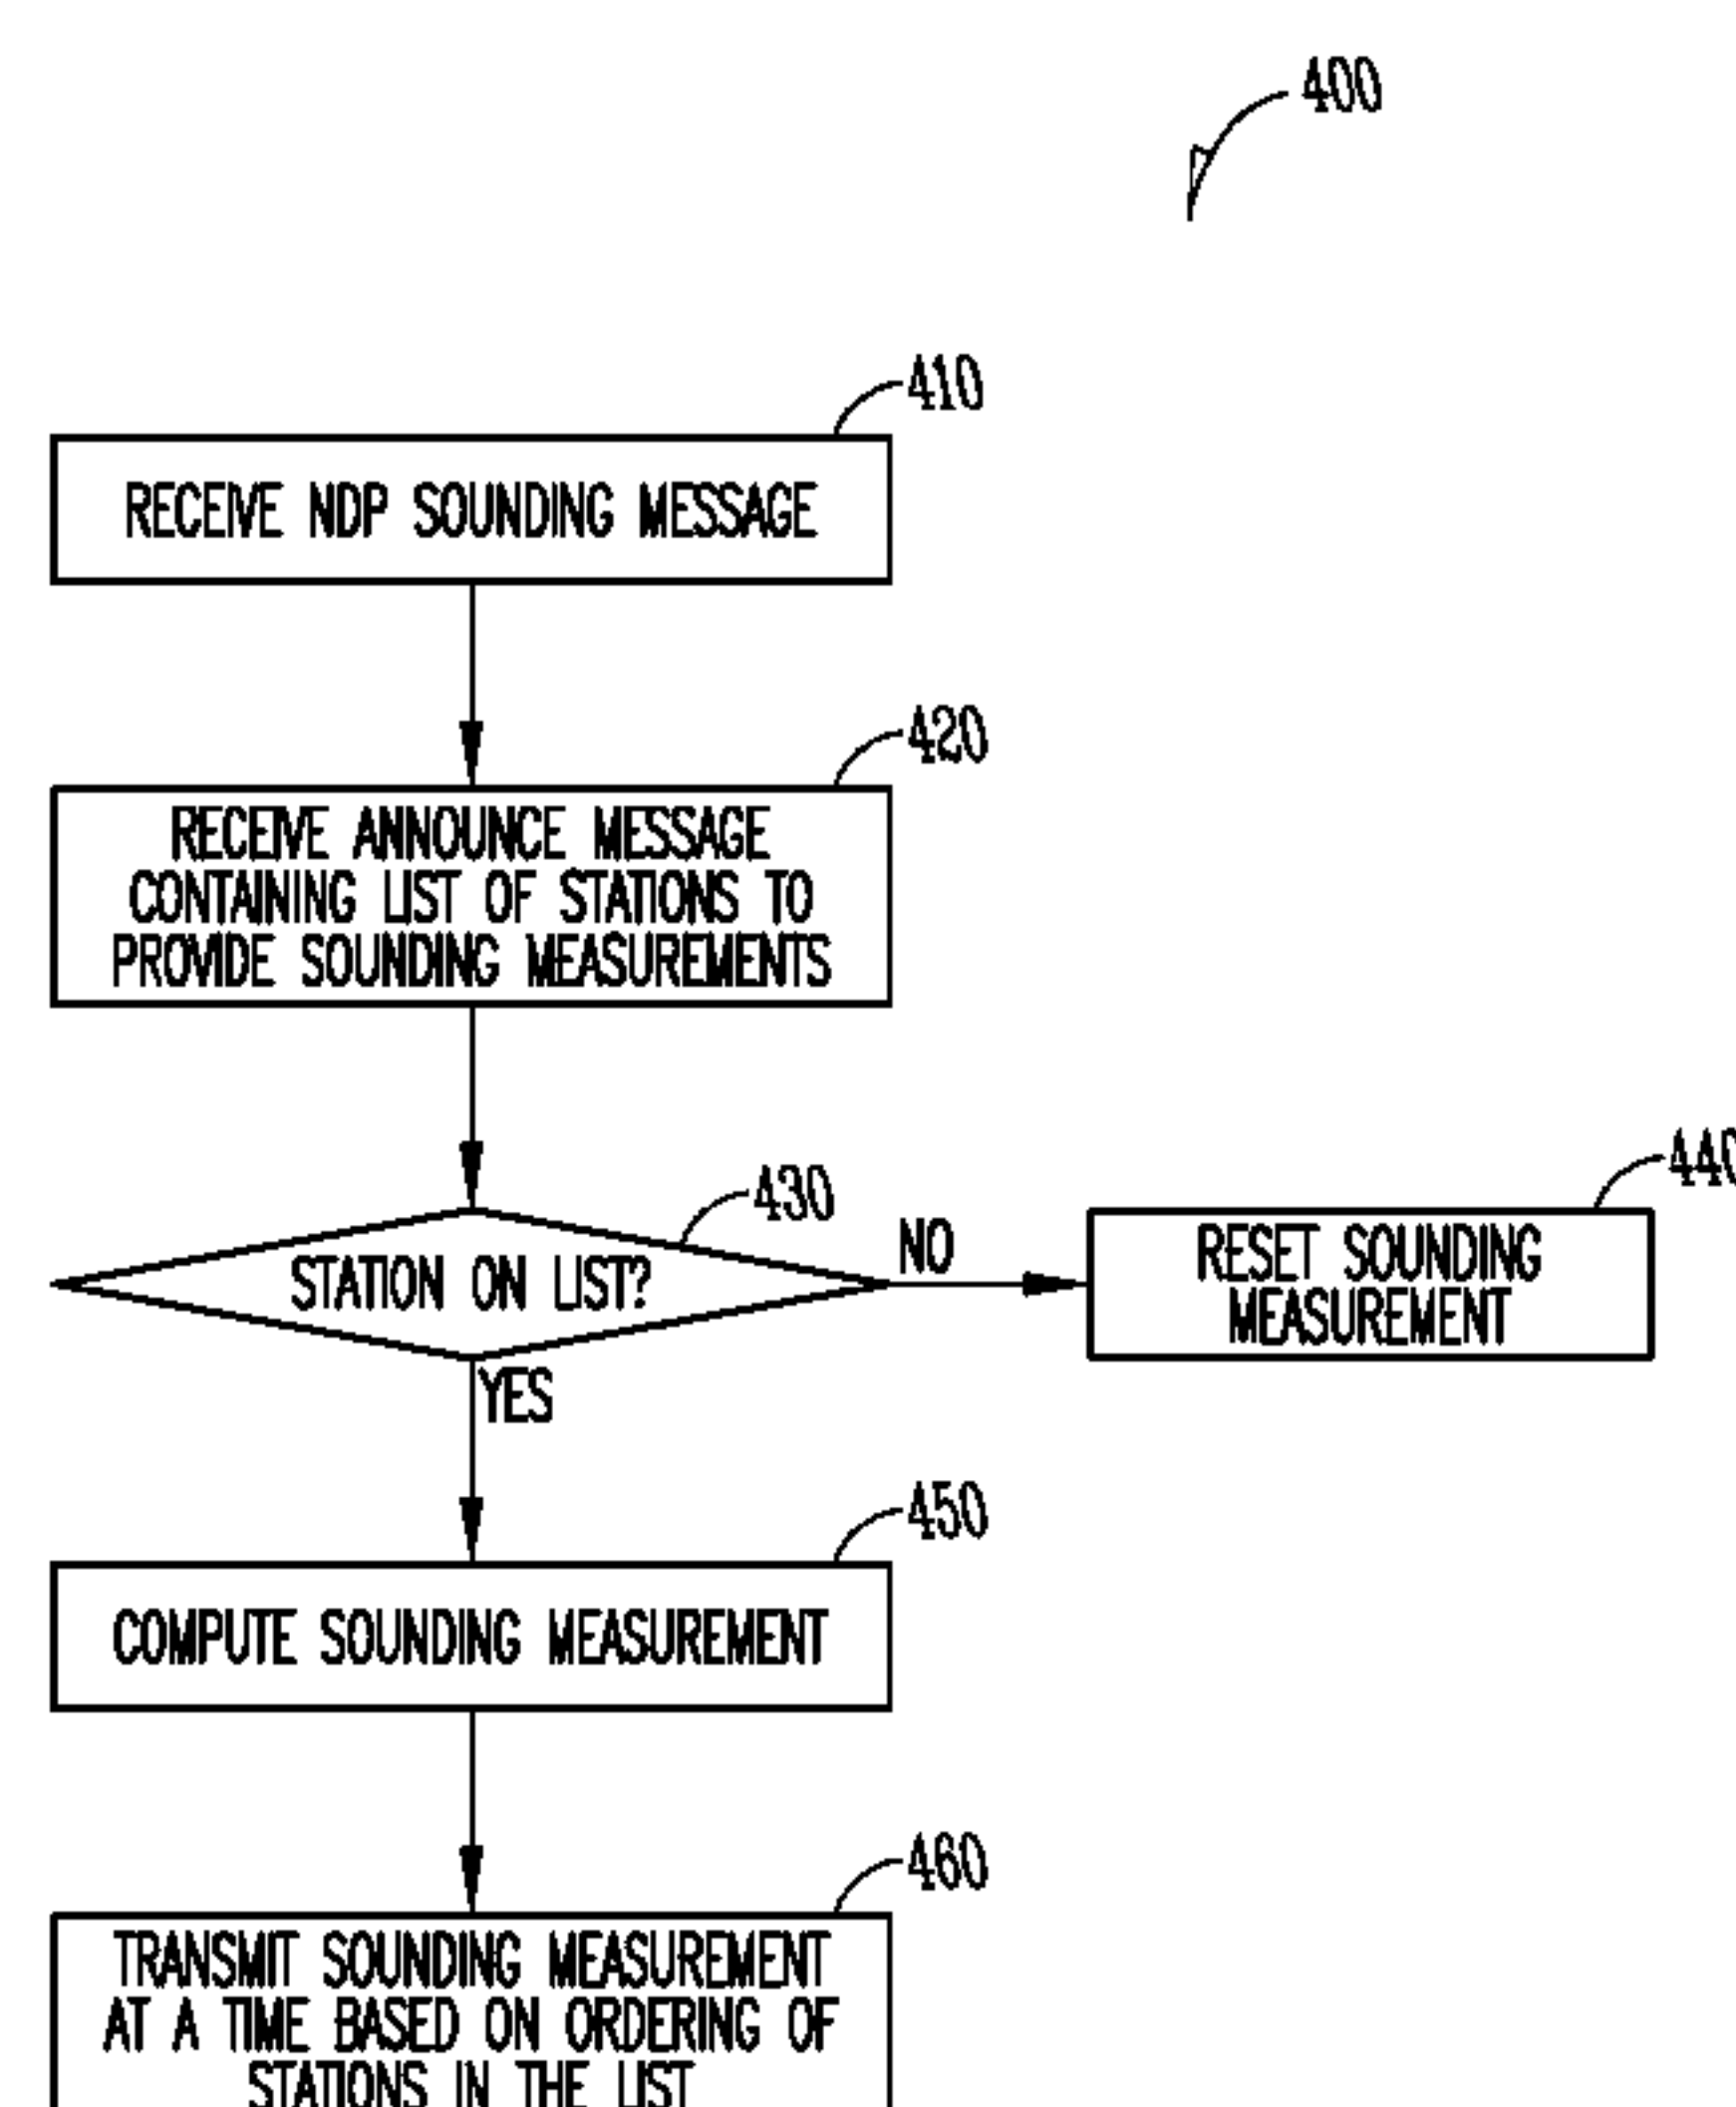 400
410
RECEIVE NDP SOUNDING MESSAGE
420
RECEIVE ANNOUNCE MESSAGE
CONTAINING LIST OF STATIONS TO
PROVIDE SOUNDING MEASUREMENTS
430
STATION ON LIST?
NO
440
RESET SOUNDING
MEASUREMENT
YES
450
COMPUTE SOUNDING MEASUREMENT
460
TRANSMIT SOUNDING MEASUREMENT
AT A TIME BASED ON ORDERING OF
STATIONS IN THE LIST